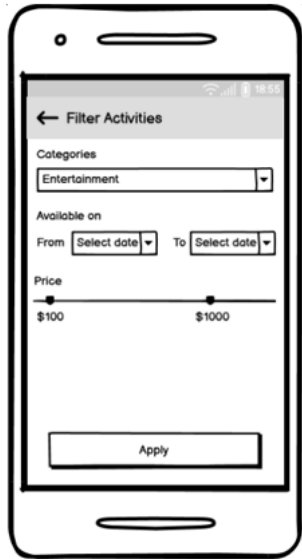 18:55
Filter Activities
Categories
Entertainment
Available on
From Select date To Select date
Price
$100 $1000
Apply